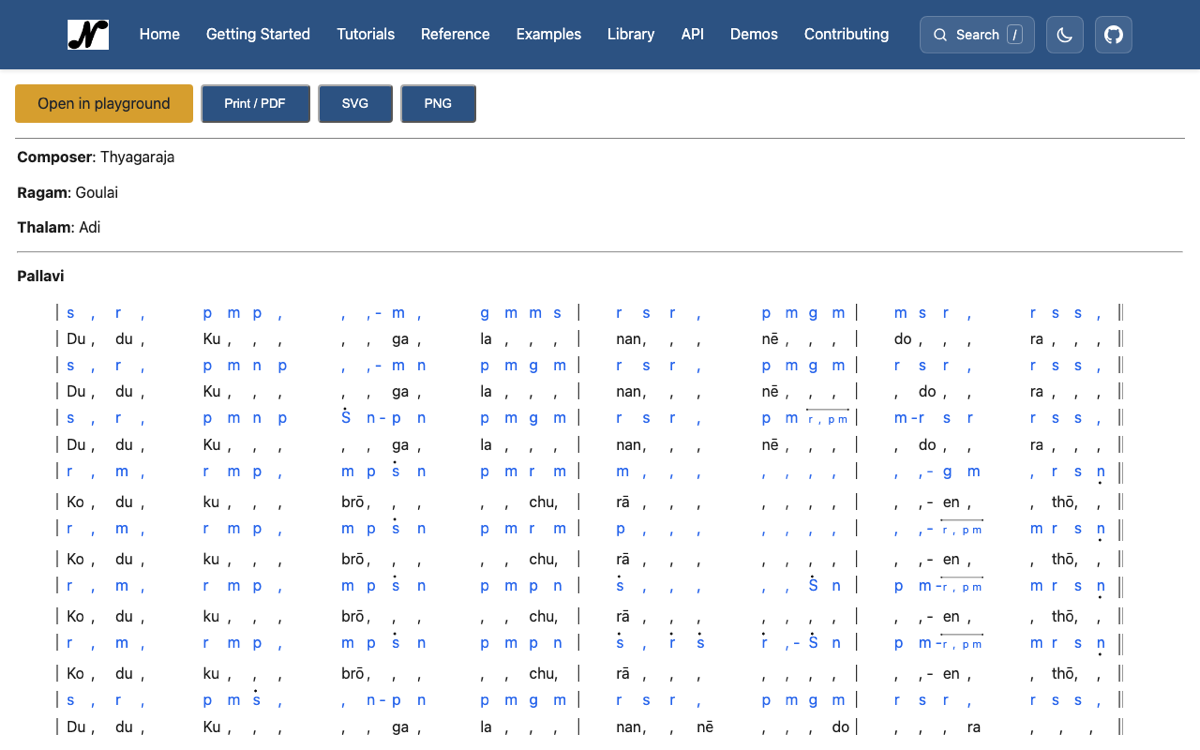 N Home Getting Started Tutorials Reference Examples Library API Demos Contributing Search /
Open in playground Print / PDF SVG PNG
Composer: Thyagaraja
Ragam: Goulai
Thalam: Adi
Pallavi
| s , r , p m p , , , - m , g m m s | r s r , p m g m | m s r , r s s , ||
| Du , du , Ku , , , , , ga , la , , , | nan, , , nē , , , | do , , , ra , , , ||
| s , r , p m n p , , - m n p m g m | r s r , p m g m | r s r , r s s , ||
| Du , du , Ku , , , , , ga , la , , , | nan, , , nē , , , | , do , , ra , , , ||
| s , r , p m n p Ṡ n - p n p m g m | r s r , p m r , p m | m - r s r r s s , ||
| Du , du , Ku , , , , , ga , la , , , | nan, , , nē , , , | , do , , ra , , , ||
| r , m , r m p , m p ṡ n p m r m | m , , , , , , , | , , - g m , r s ṇ ||
| Ko , du , ku , , , brō, , , , , chu, | rā , , , , , , , | , , - en , , thō, , ||
| r , m , r m p , m p ṡ n p m r m | p , , , , , , , | , , - r , p m m r s ṇ ||
| Ko , du , ku , , , brō, , , , , chu, | rā , , , , , , , | , , - en , , thō, , ||
| r , m , r m p , m p ṡ n p m p n | ṡ , , , , , Ṡ n | p m - r , p m m r s ṇ ||
| Ko , du , ku , , , brō, , , , , chu, | rā , , , , , , , | , , - en , , thō, , ||
| r , m , r m p , m p ṡ n p m p n | ṡ , ṙ ṡ ṙ , - Ṡ n | p m - r , p m m r s ṇ ||
| Ko , du , ku , , , brō, , , , , chu, | rā , , , , , , , | , , - en , , thō, , ||
| s , r , p m ṡ , , n - p n p m g m | r s r , p m g m | r s r , r s s , ||
| Du , du , Ku , , , , , ga , la , , , | nan, , nē , , , do | , , , ra , , , ||